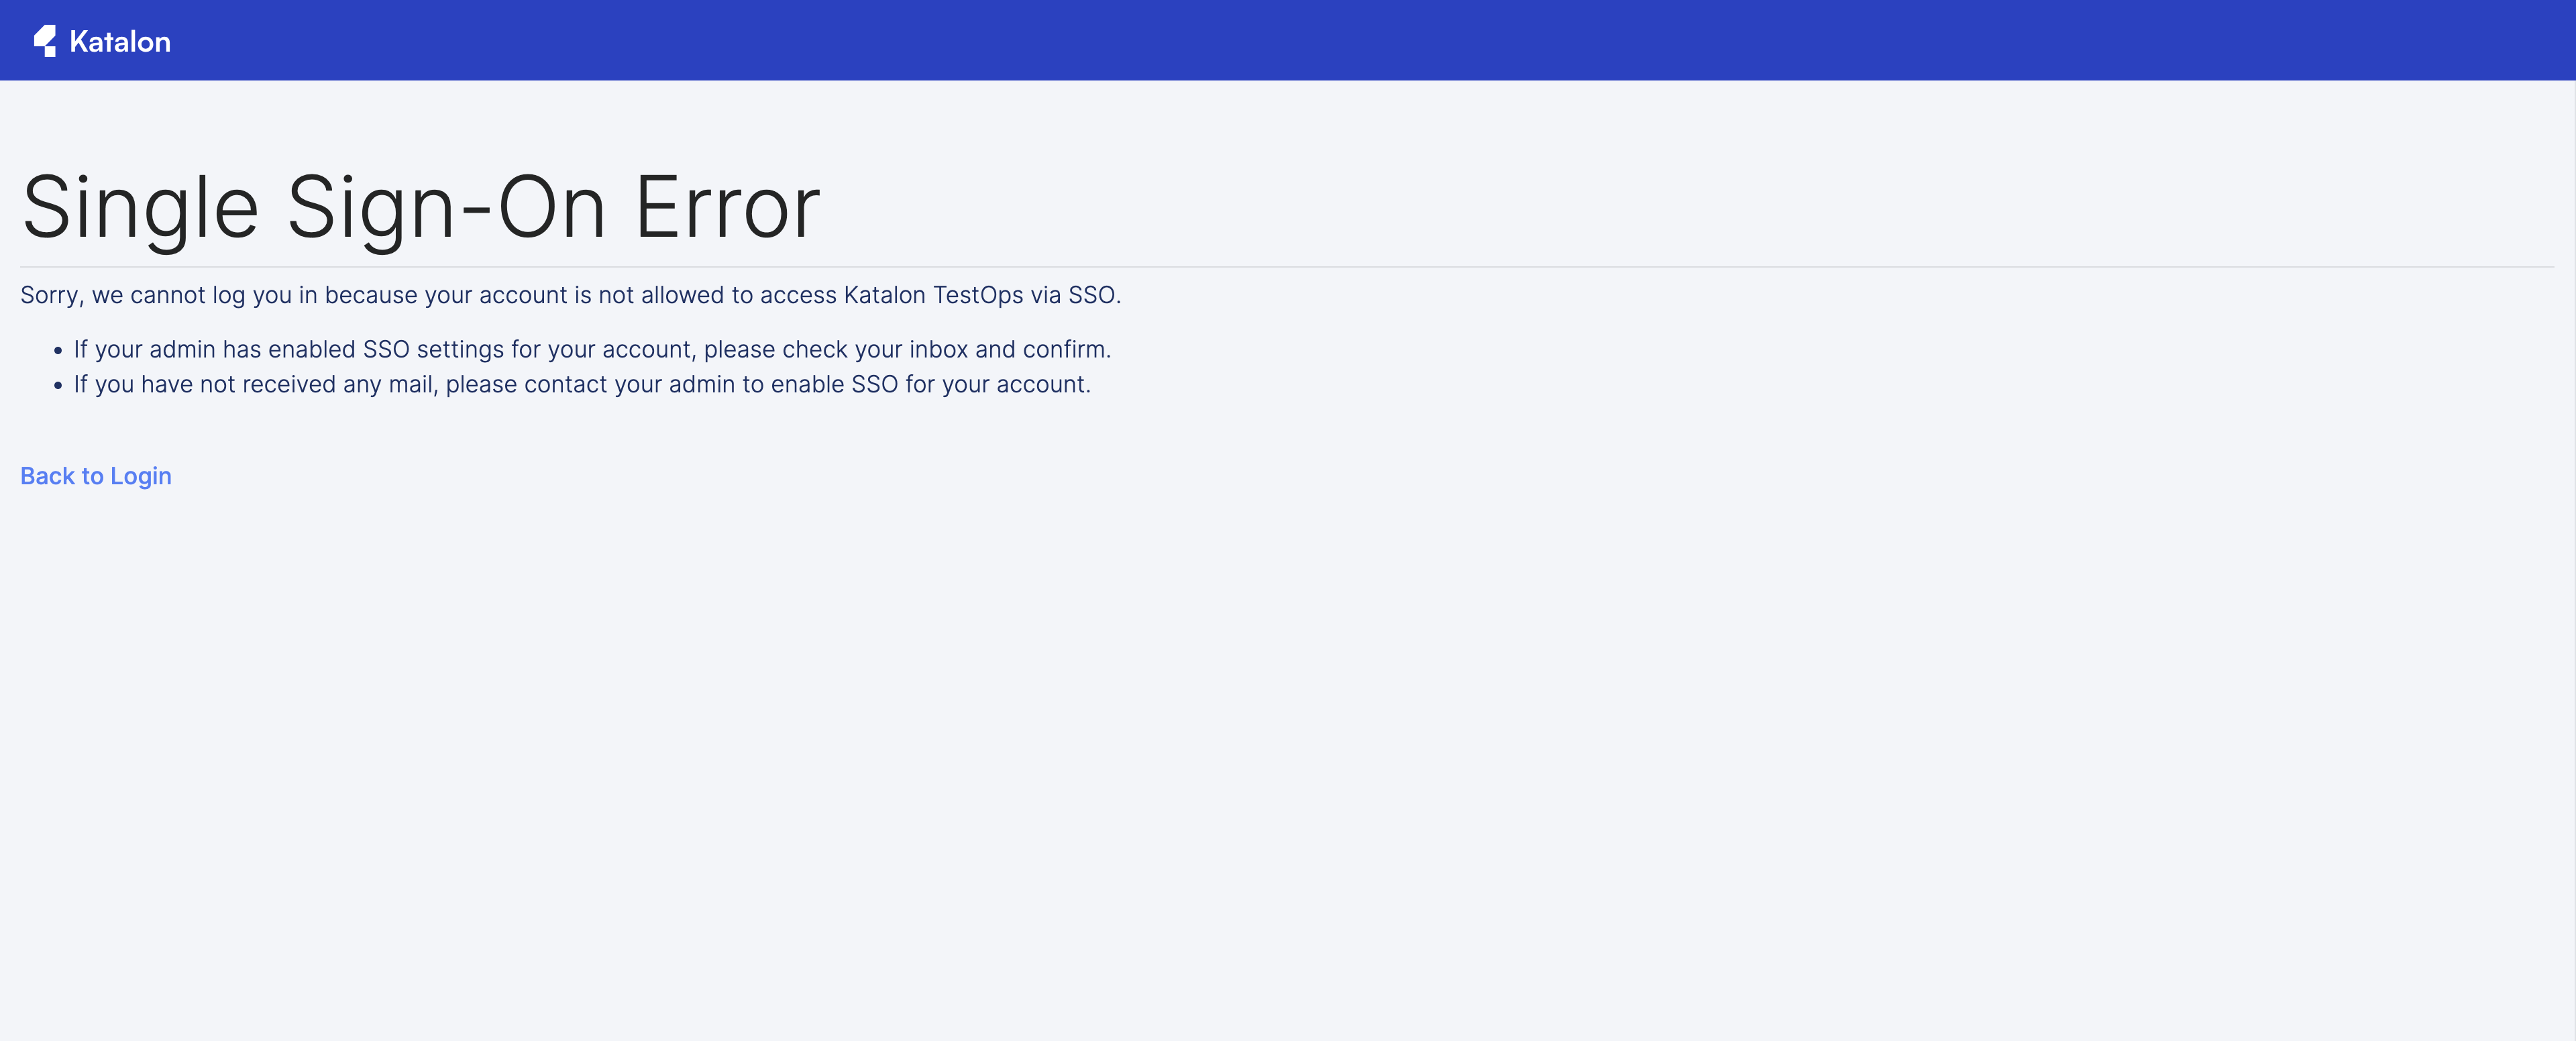 Katalon
Single Sign-On Error
Sorry, we cannot log you in because your account is not allowed to access Katalon TestOps via SSO.
• If your admin has enabled SSO settings for your account, please check your inbox and confirm.
• If you have not received any mail, please contact your admin to enable SSO for your account.
Back to Login